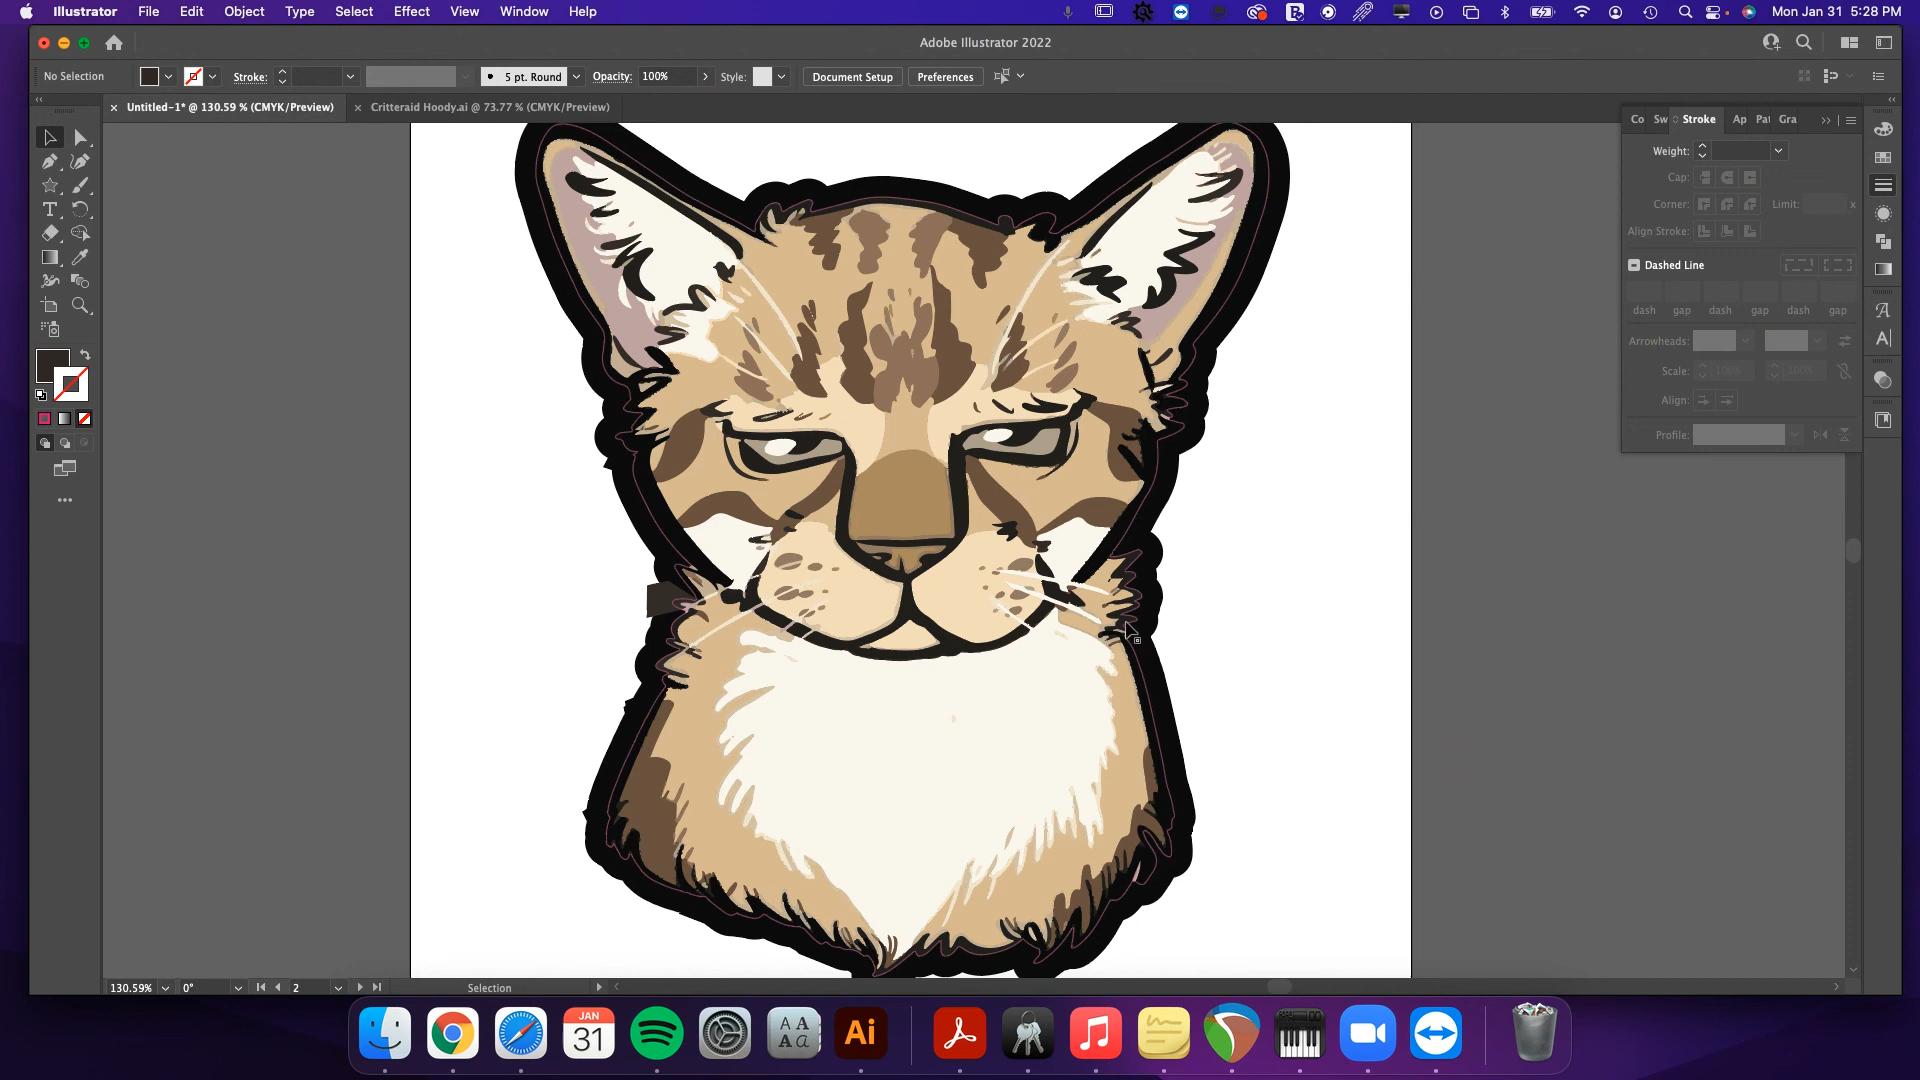 Illustrator File Edit Object Type Select Effect View Window Help Mon Jan 31 5:28 PM
Adobe Illustrator 2022
No Selection Stroke: 5 pt. Round Opacity: 100% Style: Document Setup Preferences
× Untitled-1* @ 130.59 % (CMYK/Preview) × Critteraid Hoody.ai @ 73.77 % (CMYK/Preview)
Co Sw Stroke Ap Pat Gra
Weight:
Cap:
Corner: Limit: x
Align Stroke:
Dashed Line
dash gap dash gap dash gap
Arrowheads:
Scale: 100% 100%
Align:
Profile:
130.59% 0° 2 Selection
JAN
31
A A
A a
Ai